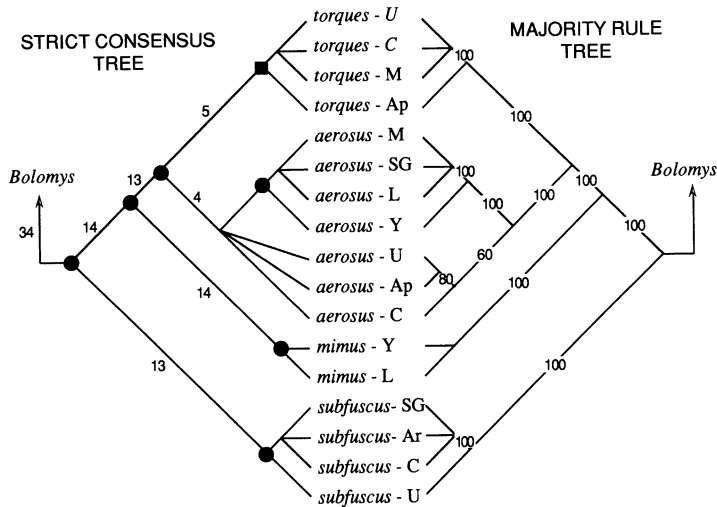 STRICT CONSENSUS
TREE
MAJORITY RULE
TREE
torques - U
torques - C
torques - M
torques - Ap
aerosus - M
aerosus - SG
aerosus - L
aerosus - Y
aerosus - U
aerosus - Ap
aerosus - C
mimus - Y
mimus - L
subfuscus- SG
subfuscus- Ar
subfuscus - C
subfuscus - U
Bolomys
34
14
13
5
4
14
13
Bolomys
100
100
100
100
100
100
100
60
80
100
100
100